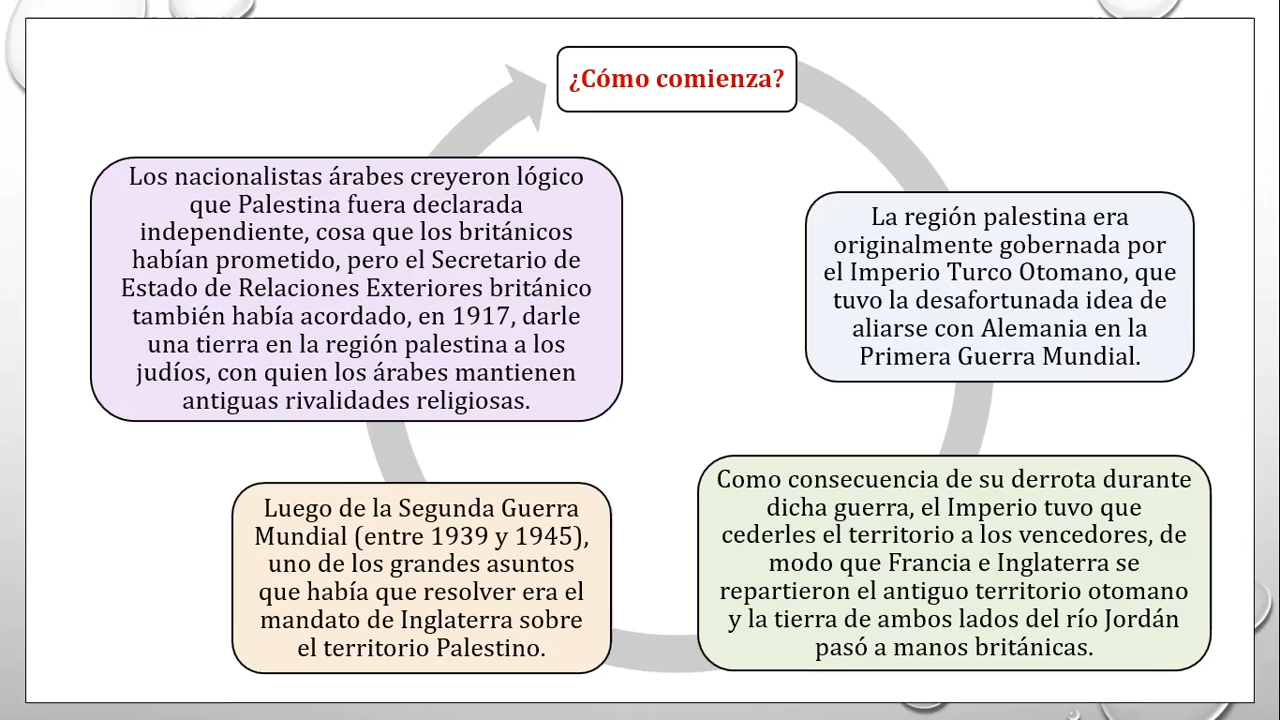 ¿Cómo comienza?
La región palestina era
originalmente gobernada por
el Imperio Turco Otomano, que
tuvo la desafortunada idea de
aliarse con Alemania en la
Primera Guerra Mundial.
Como consecuencia de su derrota durante
dicha guerra, el Imperio tuvo que
cederles el territorio a los vencedores, de
modo que Francia e Inglaterra se
repartieron el antiguo territorio otomano
y la tierra de ambos lados del río Jordán
pasó a manos británicas.
Luego de la Segunda Guerra
Mundial (entre 1939 y 1945),
uno de los grandes asuntos
que había que resolver era el
mandato de Inglaterra sobre
el territorio Palestino.
Los nacionalistas árabes creyeron lógico
que Palestina fuera declarada
independiente, cosa que los británicos
habían prometido, pero el Secretario de
Estado de Relaciones Exteriores británico
también había acordado, en 1917, darle
una tierra en la región palestina a los
judíos, con quien los árabes mantienen
antiguas rivalidades religiosas.